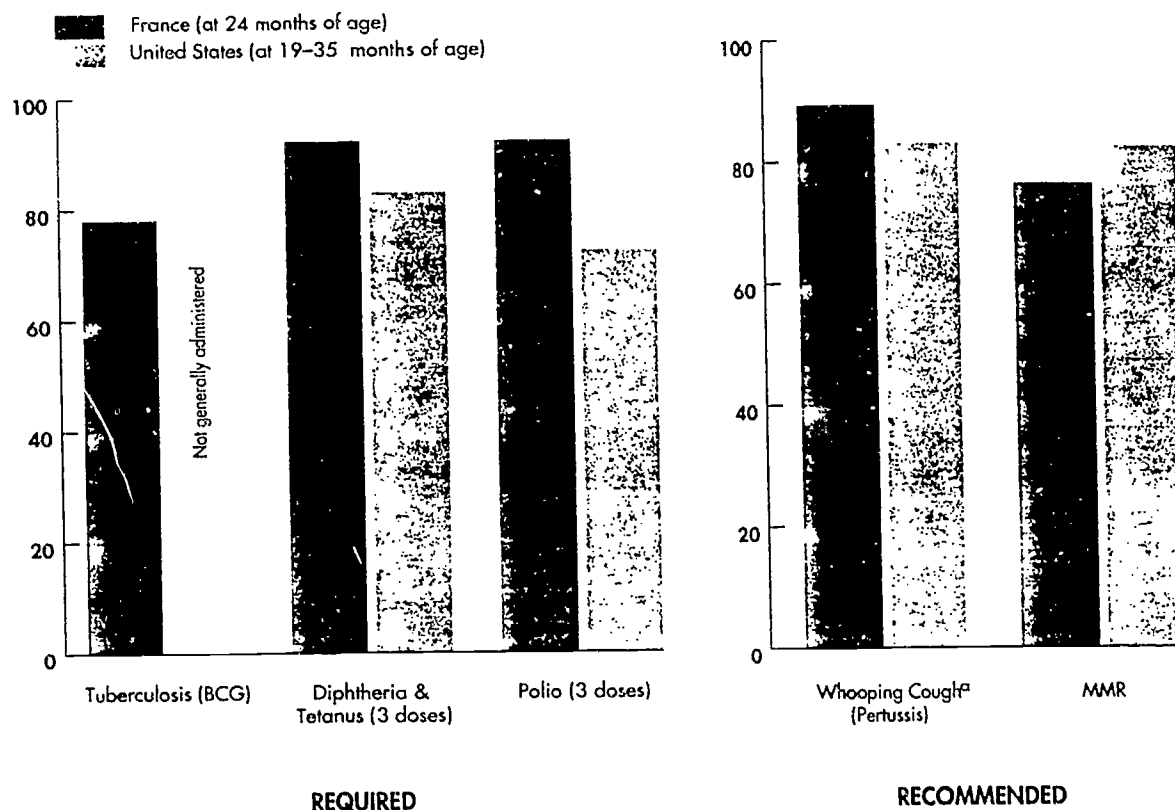 France (at 24 months of age)
United States (at 19–35 months of age)
100
80
60
40
20
0
Not generally administered
Tuberculosis (BCG)
Diphtheria &
Tetanus (3 doses)
Polio (3 doses)
REQUIRED
100
80
60
40
20
0
Whooping Coughᵃ
(Pertussis)
MMR
RECOMMENDED